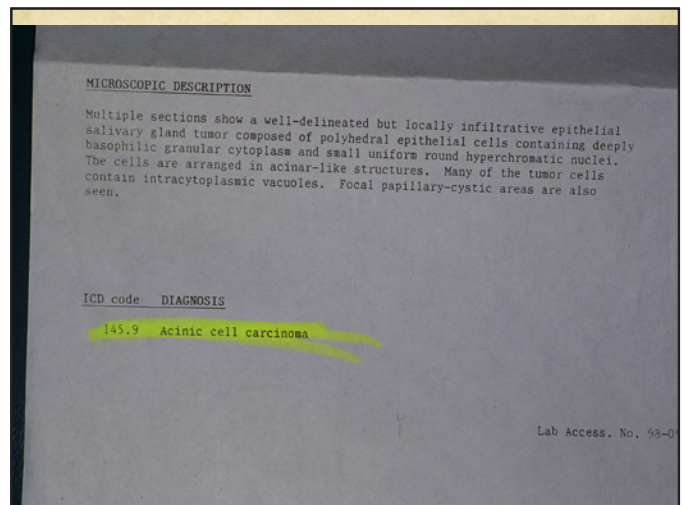 MICROSCOPIC DESCRIPTION
Multiple sections show a well-delineated but locally infiltrative epithelial
salivary gland tumor composed of polyhedral epithelial cells containing deeply
basophilic granular cytoplasm and small uniform round hyperchromatic nuclei.
The cells are arranged in acinar-like structures. Many of the tumor cells
contain intracytoplasmic vacuoles. Focal papillary-cystic areas are also
seen.
ICD code DIAGNOSIS
145.9 Acinic cell carcinoma
Lab Access. No. 98-0